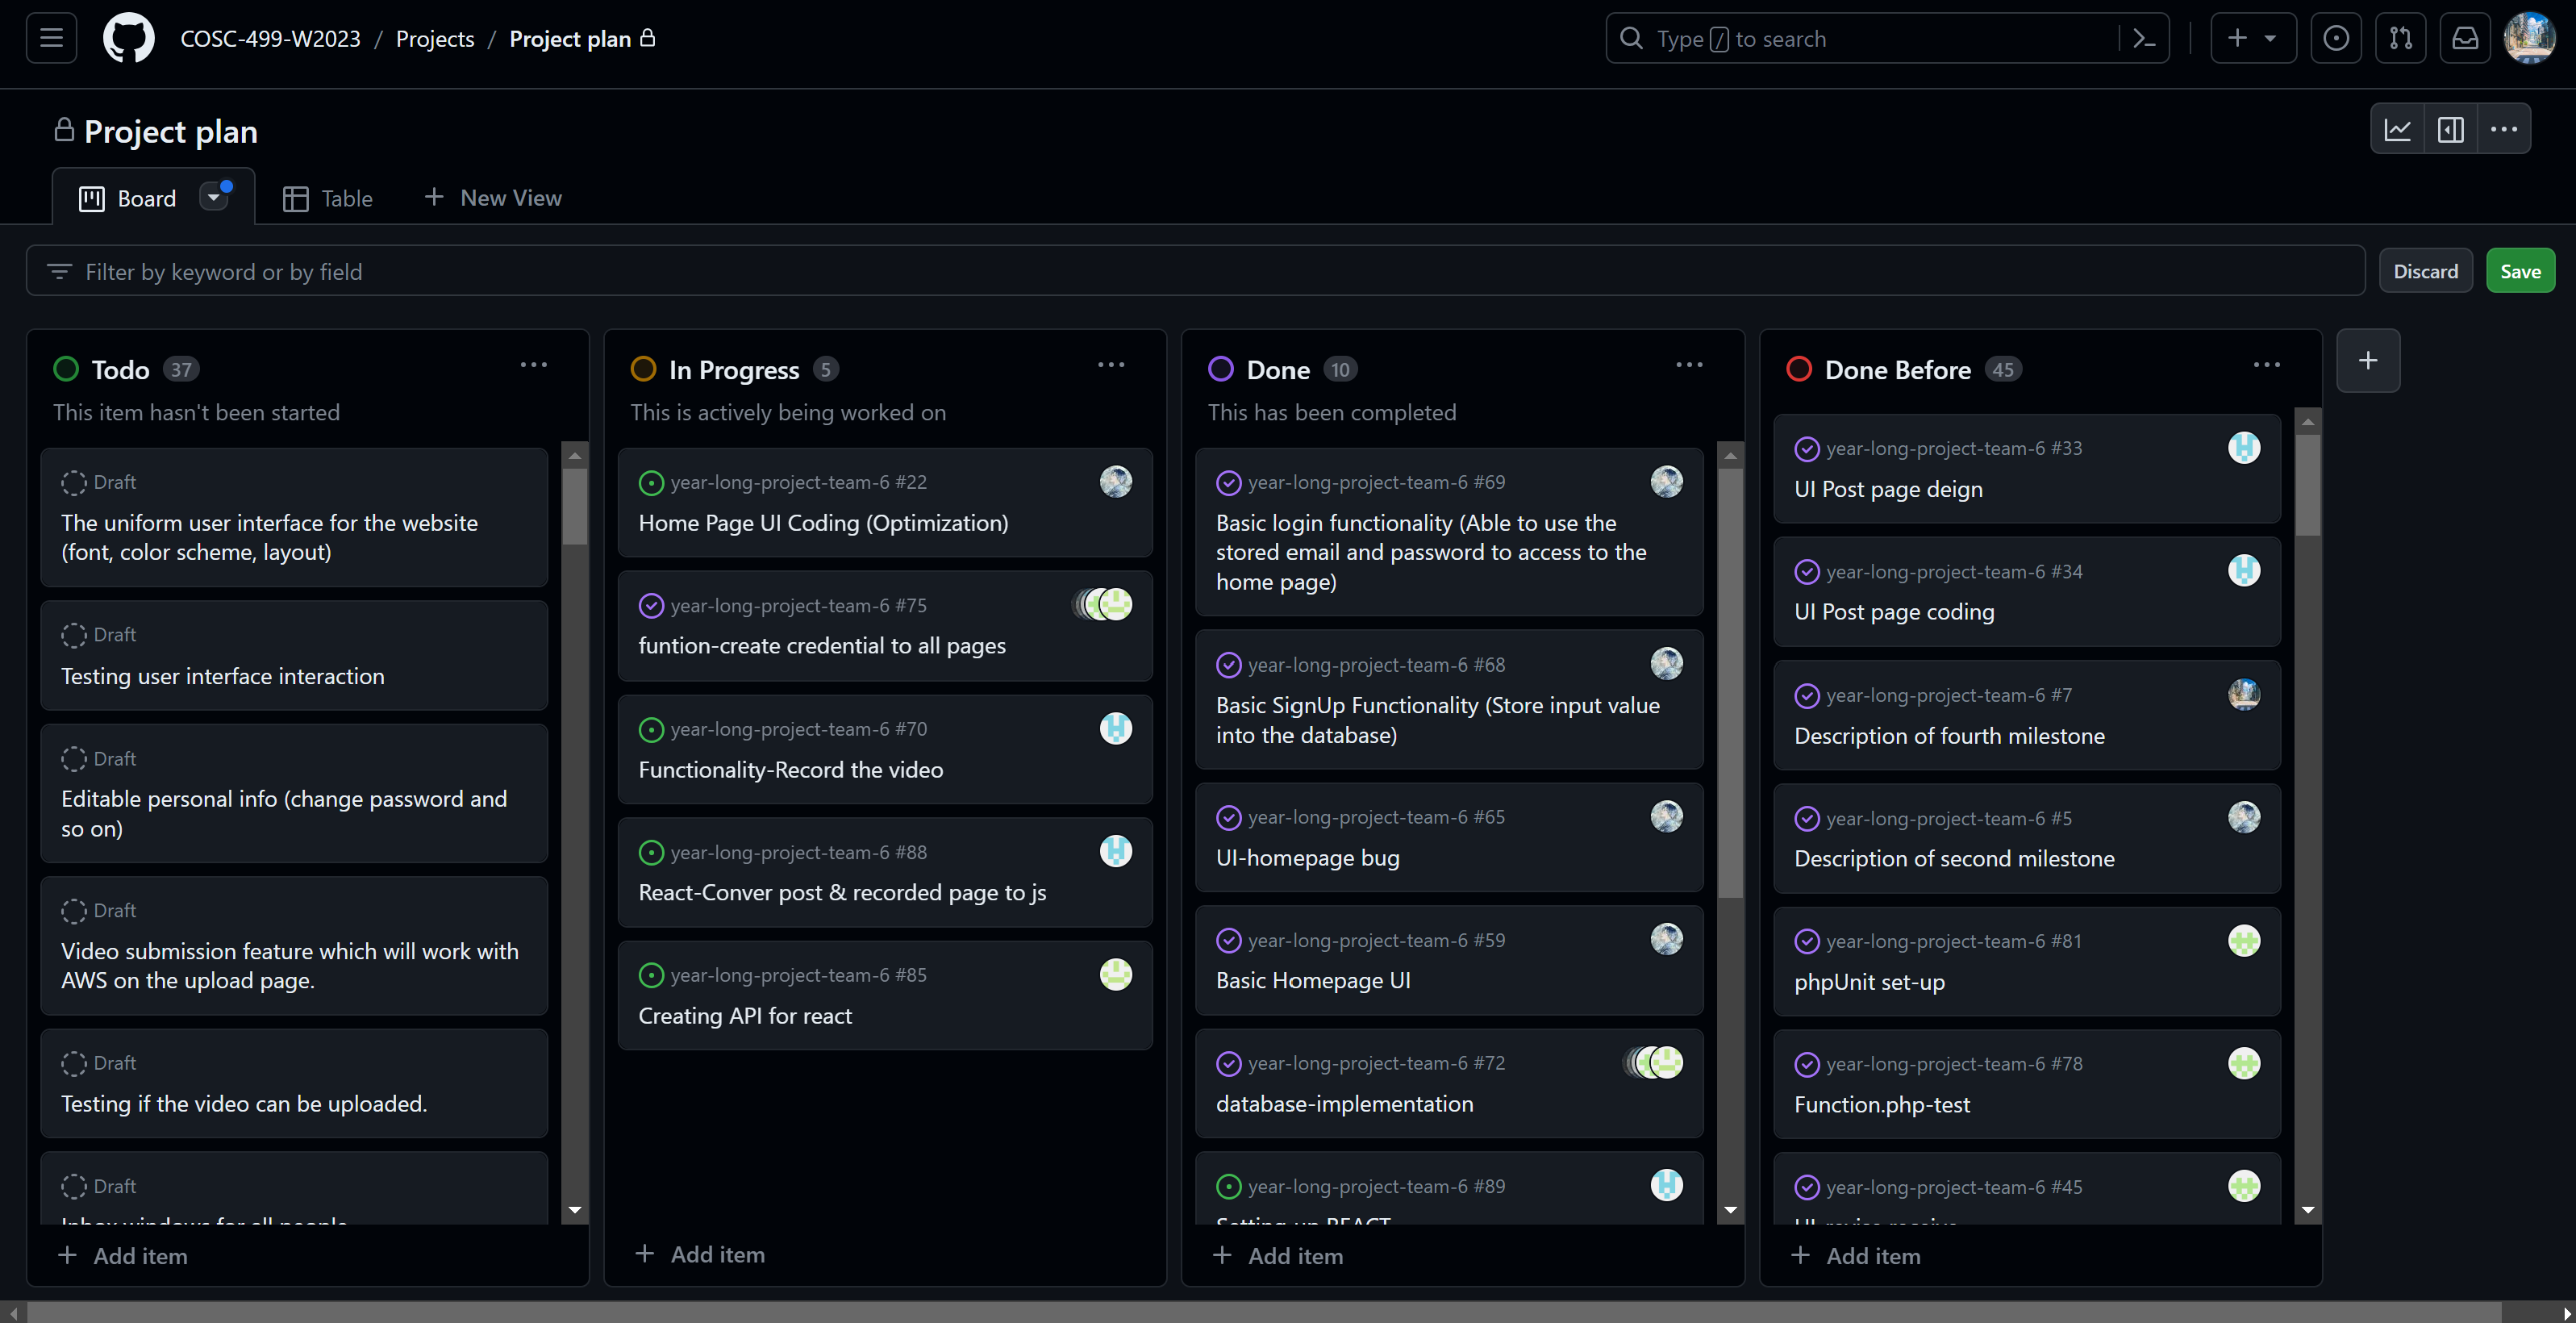 COSC-499-W2023 / Projects / Project plan
Type / to search
Project plan
Board
Table
New View
Filter by keyword or by field
Discard
Save
Todo 37
This item hasn't been started
Draft
The uniform user interface for the website
(font, color scheme, layout)
Draft
Testing user interface interaction
Draft
Editable personal info (change password and
so on)
Draft
Video submission feature which will work with
AWS on the upload page.
Draft
Testing if the video can be uploaded.
Draft
Inbox windows for all people
Add item
In Progress 5
This is actively being worked on
year-long-project-team-6 #22
Home Page UI Coding (Optimization)
year-long-project-team-6 #75
funtion-create credential to all pages
year-long-project-team-6 #70
Functionality-Record the video
year-long-project-team-6 #88
React-Conver post & recorded page to js
year-long-project-team-6 #85
Creating API for react
Add item
Done 10
This has been completed
year-long-project-team-6 #69
Basic login functionality (Able to use the
stored email and password to access to the
home page)
year-long-project-team-6 #68
Basic SignUp Functionality (Store input value
into the database)
year-long-project-team-6 #65
UI-homepage bug
year-long-project-team-6 #59
Basic Homepage UI
year-long-project-team-6 #72
database-implementation
year-long-project-team-6 #89
Setting up REACT
Add item
Done Before 45
year-long-project-team-6 #33
UI Post page deign
year-long-project-team-6 #34
UI Post page coding
year-long-project-team-6 #7
Description of fourth milestone
year-long-project-team-6 #5
Description of second milestone
year-long-project-team-6 #81
phpUnit set-up
year-long-project-team-6 #78
Function.php-test
year-long-project-team-6 #45
Add item